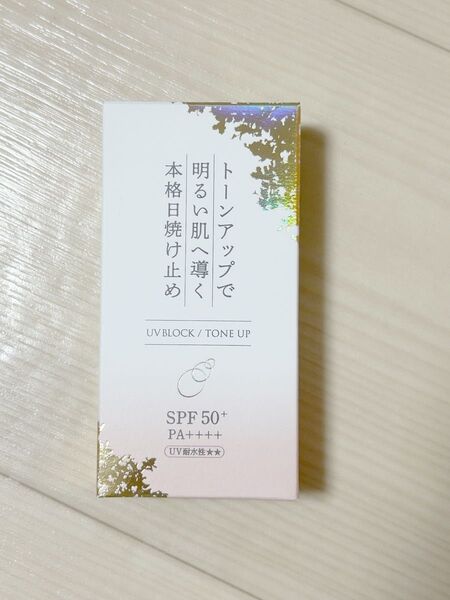 トーンアップで
明るい肌へ導く
本格日焼け止め
UV BLOCK / TONE UP
SPF 50+
PA++++
UV耐水性★★